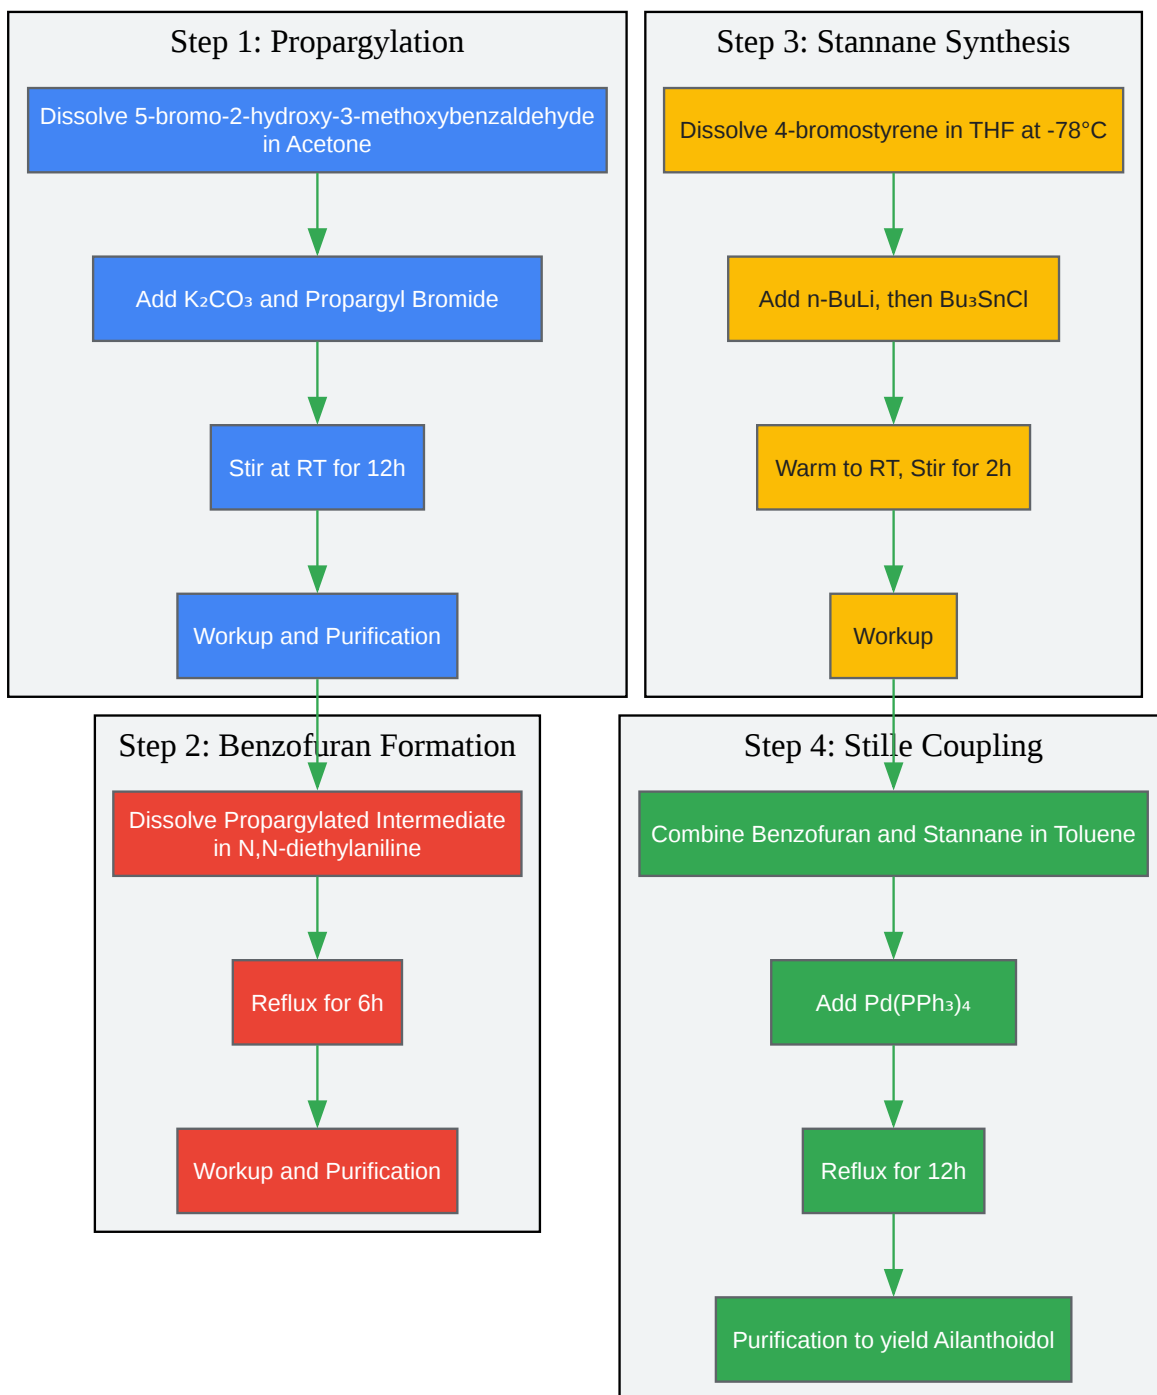 Step 1: Propargylation
Dissolve 5-bromo-2-hydroxy-3-methoxybenzaldehyde
in Acetone
Add K₂CO₃ and Propargyl Bromide
Stir at RT for 12h
Workup and Purification
Step 2: Benzofuran Formation
Dissolve Propargylated Intermediate
in N,N-diethylaniline
Reflux for 6h
Workup and Purification
Step 3: Stannane Synthesis
Dissolve 4-bromostyrene in THF at -78°C
Add n-BuLi, then Bu₃SnCl
Warm to RT, Stir for 2h
Workup
Step 4: Stille Coupling
Combine Benzofuran and Stannane in Toluene
Add Pd(PPh₃)₄
Reflux for 12h
Purification to yield Ailanthoidol